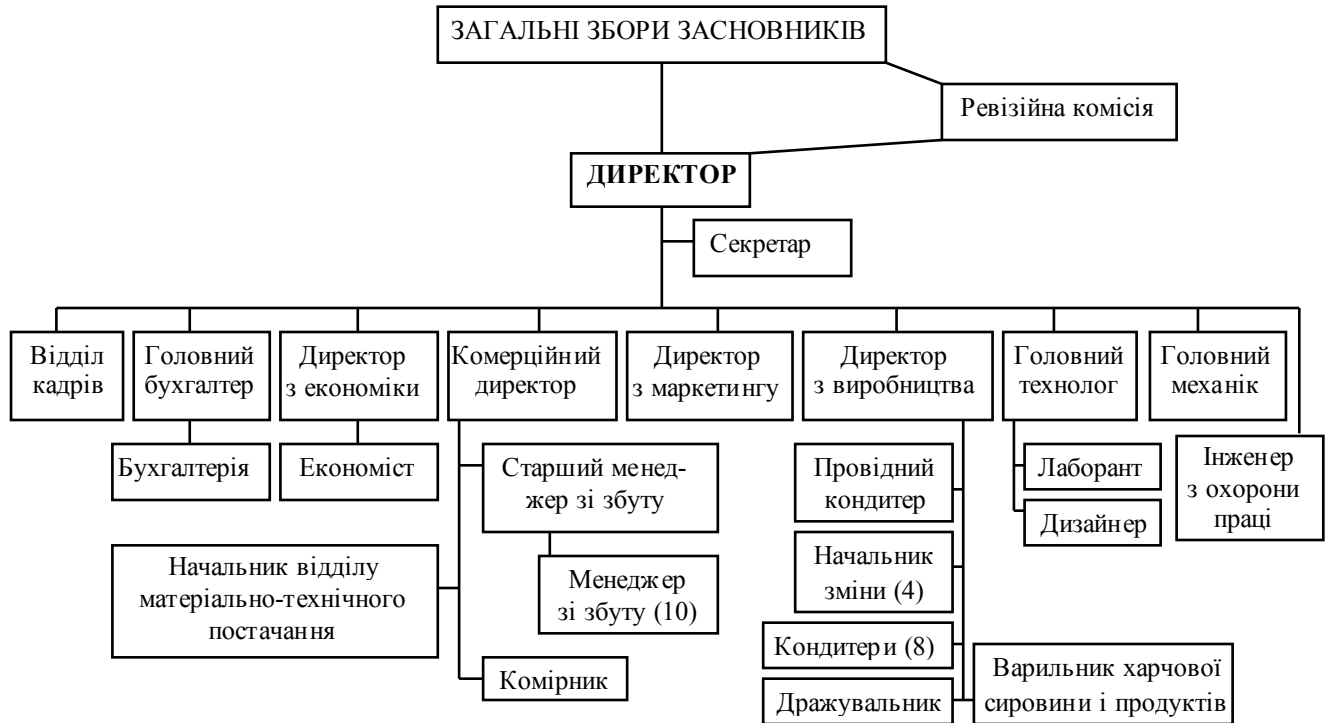 ЗАГАЛЬНІ ЗБОРИ ЗАСНОВНИКІВ
Ревізійна комісія
ДИРЕКТОР
Секретар
Відділ
кадрів
Головний
бухгалтер
Директор
з економіки
Комерційний
директор
Директор
з маркетингу
Директор
з виробництва
Головний
технолог
Головний
механік
Бухгалтерія
Економіст
Старший менед-
жер зі збуту
Провідний
кондитер
Лаборант
Інженер
з охорони
праці
Дизайнер
Начальник відділу
матеріально-технічного
постачання
Менеджер
зі збуту (10)
Начальник
зміни (4)
Кондитери (8)
Комірник
Дражувальник
Варильник харчової
сировини і продуктів